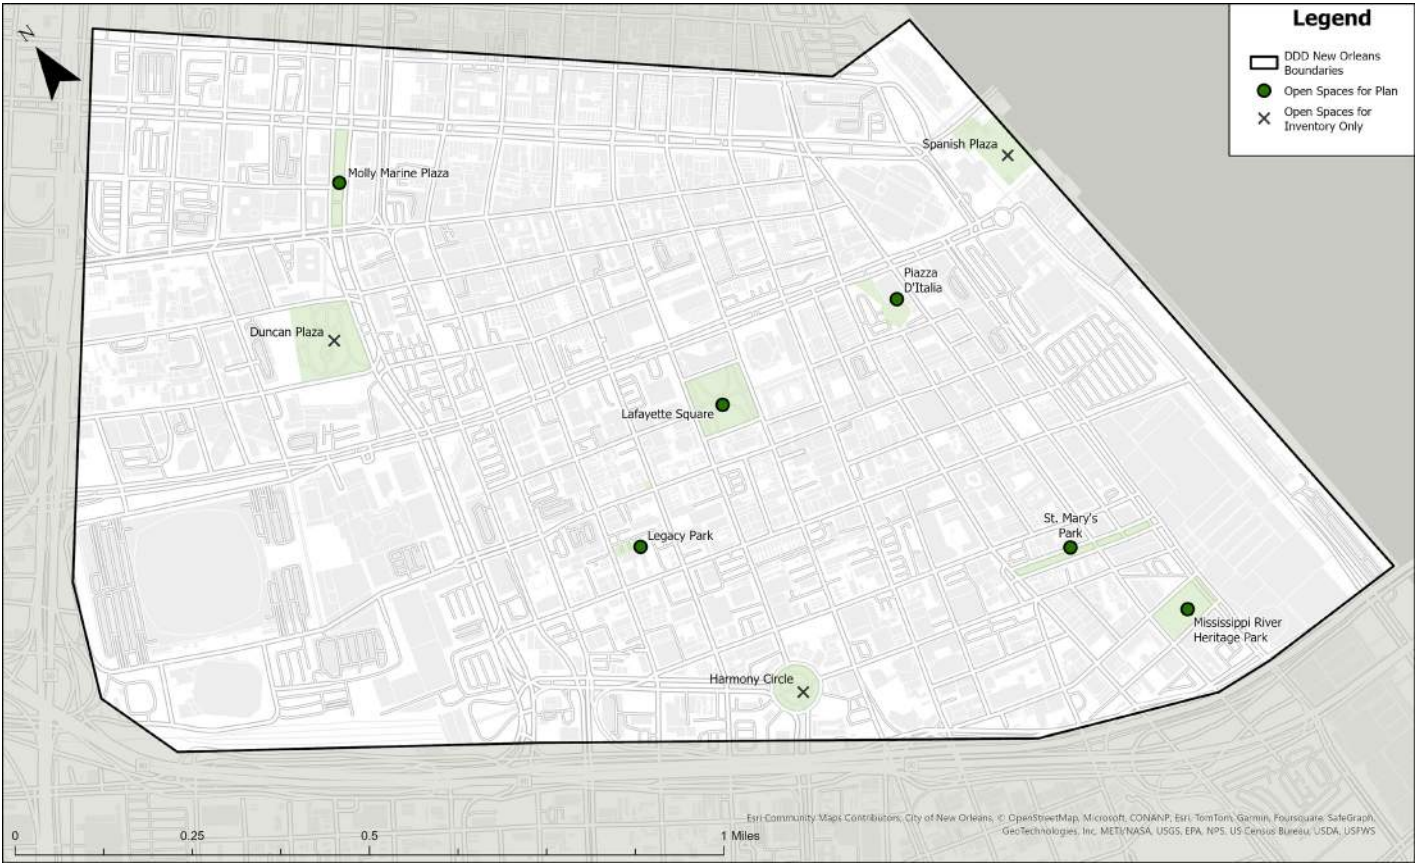 N
Legend
DDD New Orleans
Boundaries
Open Spaces for Plan
Open Spaces for
Inventory Only
Spanish Plaza
Molly Marine Plaza
Piazza
D'Italia
Duncan Plaza
Lafayette Square
St. Mary's
Park
Legacy Park
Mississippi River
Heritage Park
Harmony Circle
0
0.25
0.5
1 Miles
Esri Community Maps Contributors, City of New Orleans, © OpenStreetMap, Microsoft, CONANP, Esri, TomTom, Garmin, Foursquare, SafeGraph,
GeoTechnologies, Inc, METI/NASA, USGS, EPA, NPS, US Census Bureau, USDA, USFWS